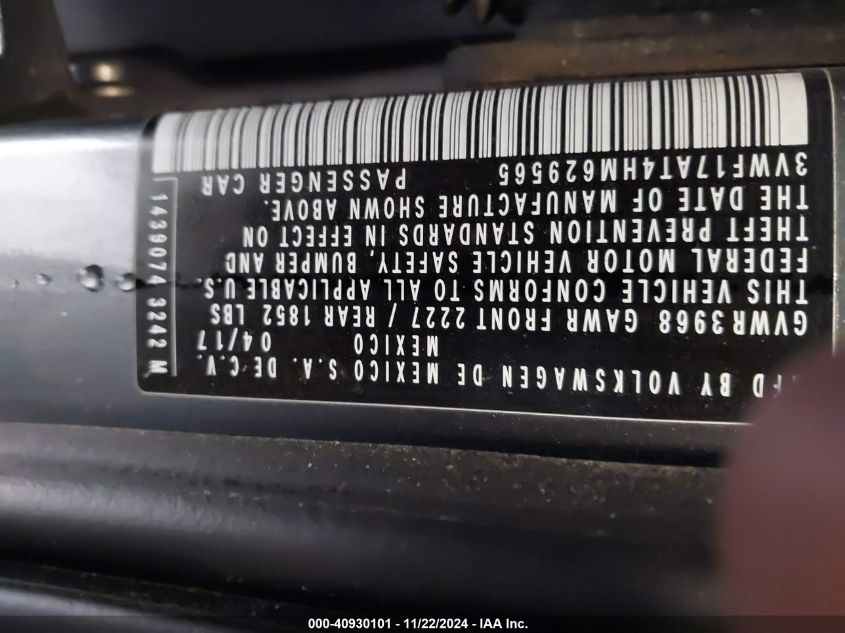 FD BY VOLKSWAGEN DE MEXICO S.A. DE C.V.
MEXICO 04/17
GVWR3968 GAWR FRONT 2227 / REAR 1852 LBS
THIS VEHICLE CONFORMS TO ALL APPLICABLE U.S.
FEDERAL MOTOR VEHICLE SAFETY, BUMPER AND
THEFT PREVENTION STANDARDS IN EFFECT ON
THE DATE OF MANUFACTURE SHOWN ABOVE.
3VWF17AT4HM629565 PASSENGER CAR
1439074 3242 M
000-40930101 - 11/22/2024 - IAA Inc.